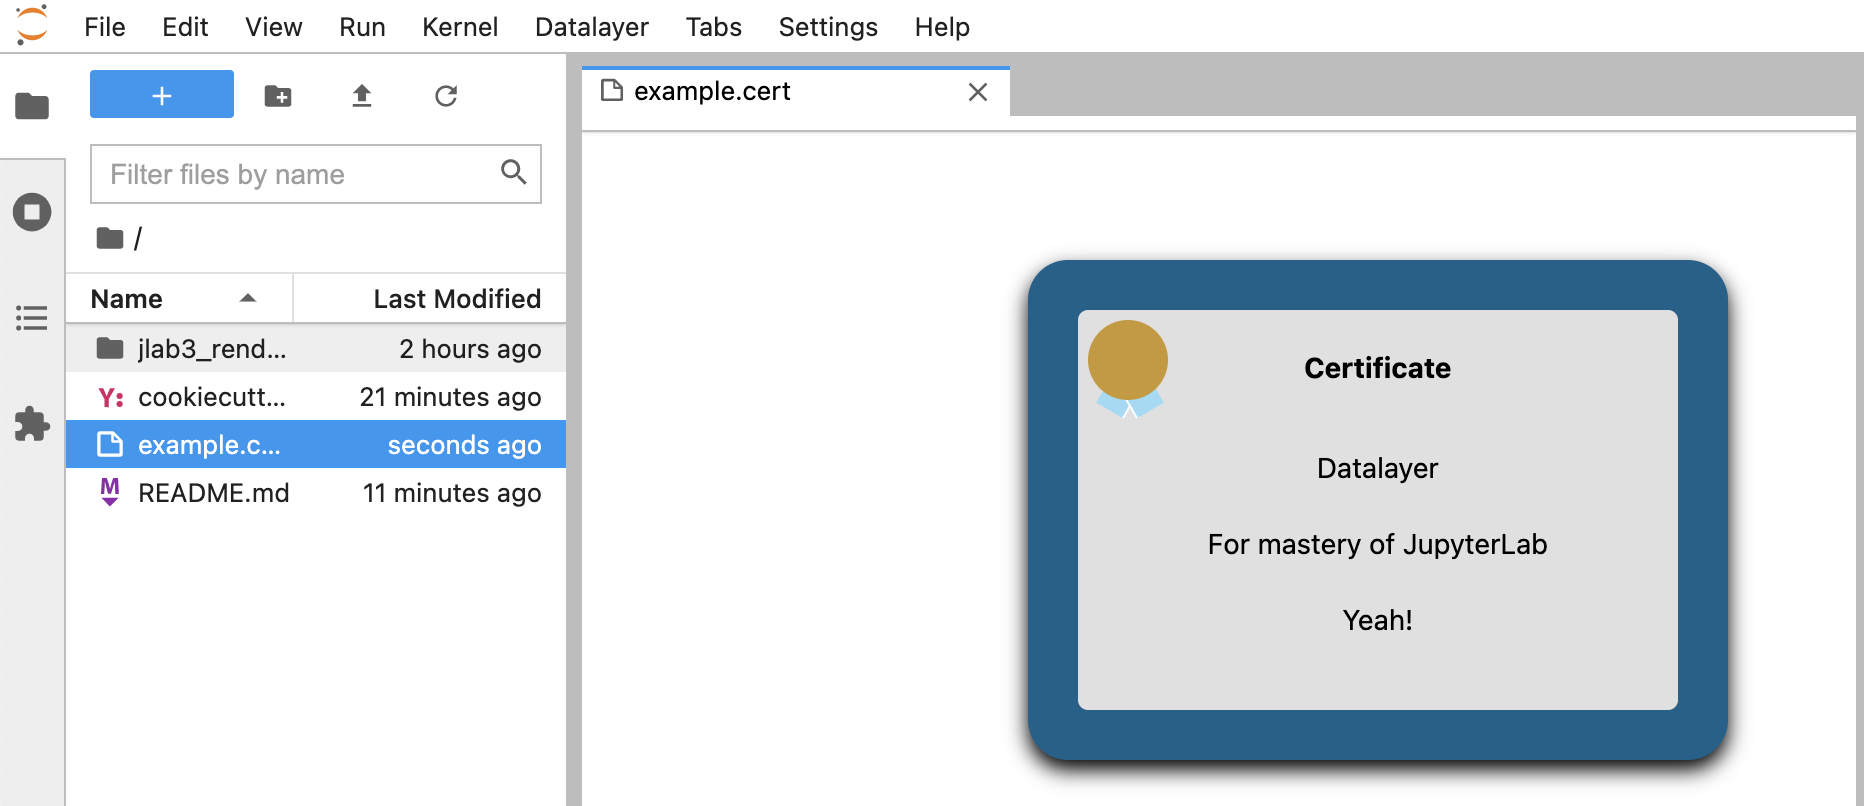 File Edit View Run Kernel Datalayer Tabs Settings Help
+
Filter files by name
/
Name Last Modified
jlab3_rend... 2 hours ago
Y: cookiecutt... 21 minutes ago
example.c... seconds ago
M README.md 11 minutes ago
example.cert
Certificate
Datalayer
For mastery of JupyterLab
Yeah!